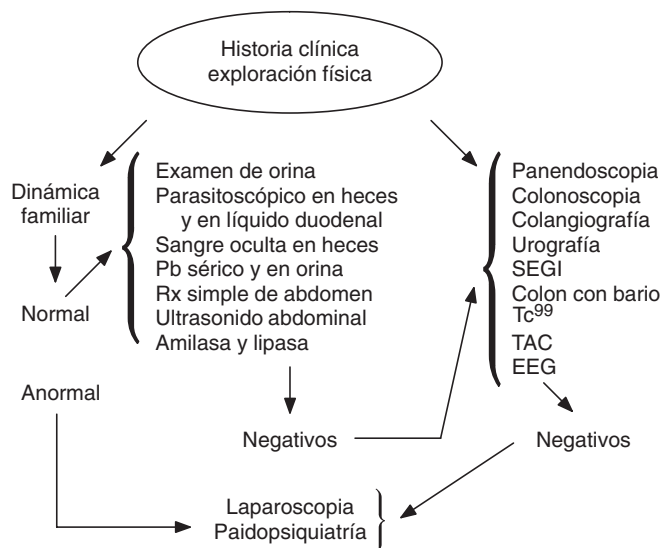 Historia clínica
exploración física
Dinámica
familiar
Normal
Anormal
Examen de orina
Parasitoscópico en heces
y en líquido duodenal
Sangre oculta en heces
Pb sérico y en orina
Rx simple de abdomen
Ultrasonido abdominal
Amilasa y lipasa
Negativos
Panendoscopia
Colonoscopia
Colangiografía
Urografía
SEGI
Colon con bario
Tc⁹⁹
TAC
EEG
Negativos
Laparoscopia
Paidopsiquiatría